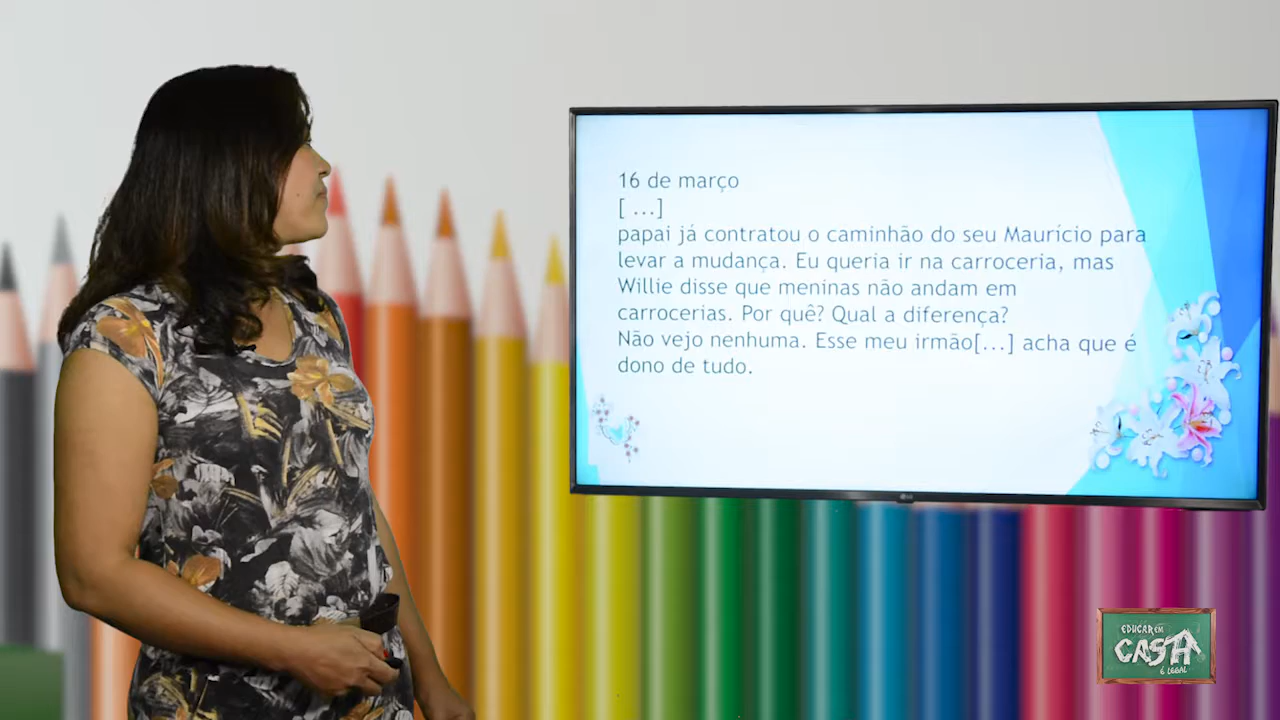 16 de março
[ ...]
papai já contratou o caminhão do seu Maurício para
levar a mudança. Eu queria ir na carroceria, mas
Willie disse que meninas não andam em
carrocerias. Por quê? Qual a diferença?
Não vejo nenhuma. Esse meu irmão[...] acha que é
dono de tudo.
EDUCAR EM
CASA
É LEGAL